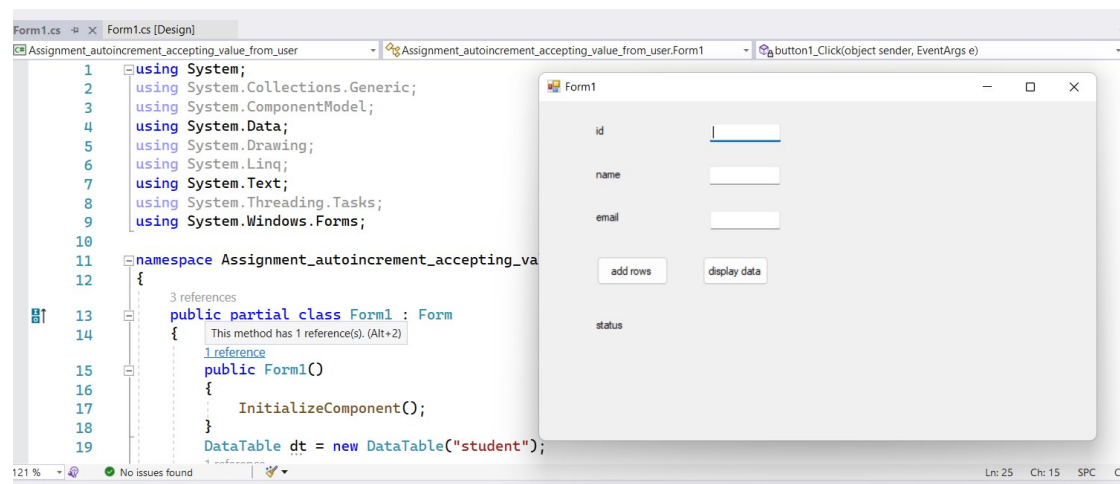 Form1.cs Form1.cs [Design]
Assignment_autoincrement_accepting_value_from_user Assignment_autoincrement_accepting_value_from_user.Form1 button1_Click(object sender, EventArgs e)
1 using System;
2 using System.Collections.Generic;
3 using System.ComponentModel;
4 using System.Data;
5 using System.Drawing;
6 using System.Linq;
7 using System.Text;
8 using System.Threading.Tasks;
9 using System.Windows.Forms;
10
11 namespace Assignment_autoincrement_accepting_va
12 {
3 references
13 public partial class Form1 : Form
14 {
This method has 1 reference(s). (Alt+2)
1 reference
15 public Form1()
16 {
17 InitializeComponent();
18 }
19 DataTable dt = new DataTable("student");
Form1
id
name
email
add rows display data
status
121 % No issues found Ln: 25 Ch: 15 SPC